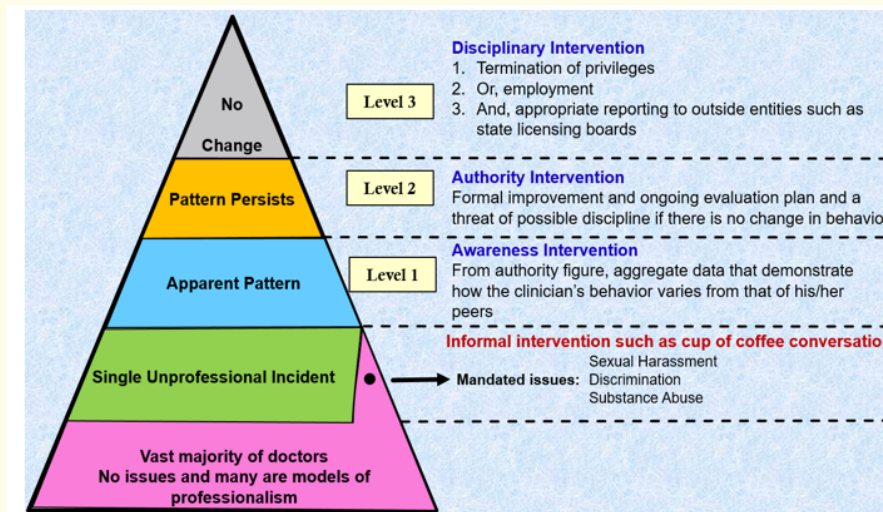 No
Change
Level 3
Disciplinary Intervention
1. Termination of privileges
2. Or, employment
3. And, appropriate reporting to outside entities such as
state licensing boards
Pattern Persists
Level 2
Authority Intervention
Formal improvement and ongoing evaluation plan and a
threat of possible discipline if there is no change in behavio
Apparent Pattern
Level 1
Awareness Intervention
From authority figure, aggregate data that demonstrate
how the clinician's behavior varies from that of his/her
peers
Single Unprofessional Incident
Informal intervention such as cup of coffee conversatio
Sexual Harassment
Mandated issues: Discrimination
Substance Abuse
Vast majority of doctors
No issues and many are models of
professionalism